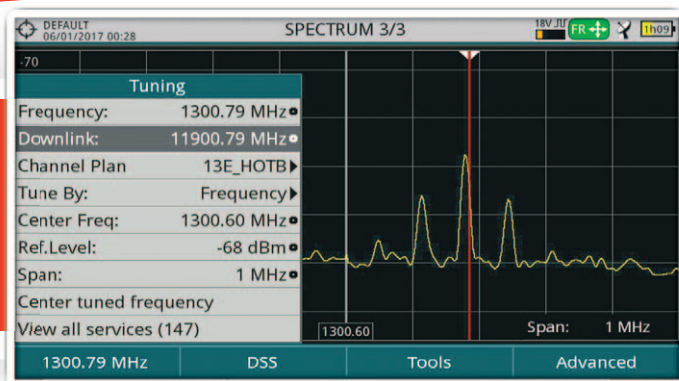 DEFAULT
06/01/2017 00:28
SPECTRUM 3/3
18V
FR
1h09
-70
Tuning
Frequency: 1300.79 MHz
Downlink: 11900.79 MHz
Channel Plan 13E_HOTB
Tune By: Frequency
Center Freq: 1300.60 MHz
Ref.Level: -68 dBm
Span: 1 MHz
Center tuned frequency
View all services (147)
1300.60
Span: 1 MHz
1300.79 MHz
DSS
Tools
Advanced